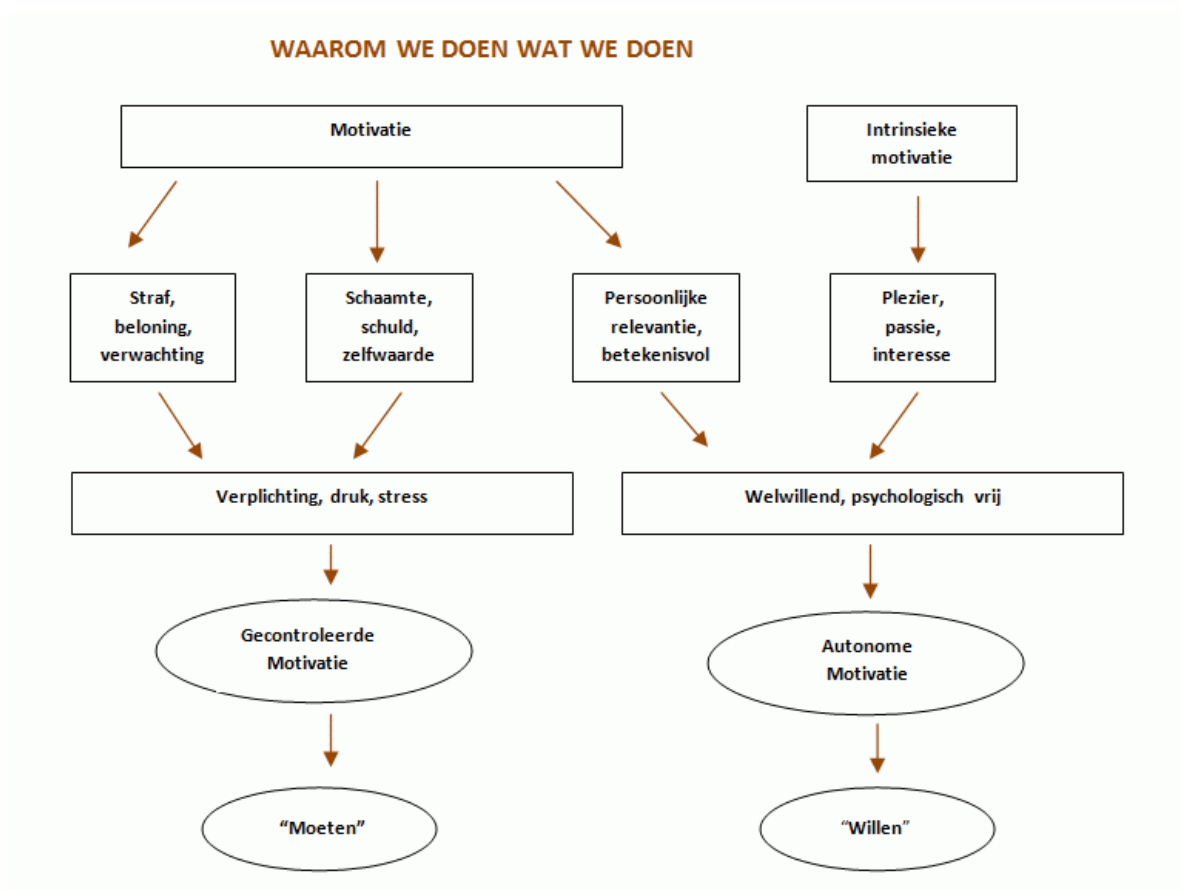 WAAROM WE DOEN WAT WE DOEN
Motivatie
Intrinsieke
motivatie
Straf,
beloning,
verwachting
Schaamte,
schuld,
zelfwaarde
Persoonlijke
relevantie,
betekenisvol
Plezier,
passie,
interesse
Verplichting, druk, stress
Welwillend, psychologisch vrij
Gecontroleerde
Motivatie
Autonome
Motivatie
“Moeten”
“Willen”